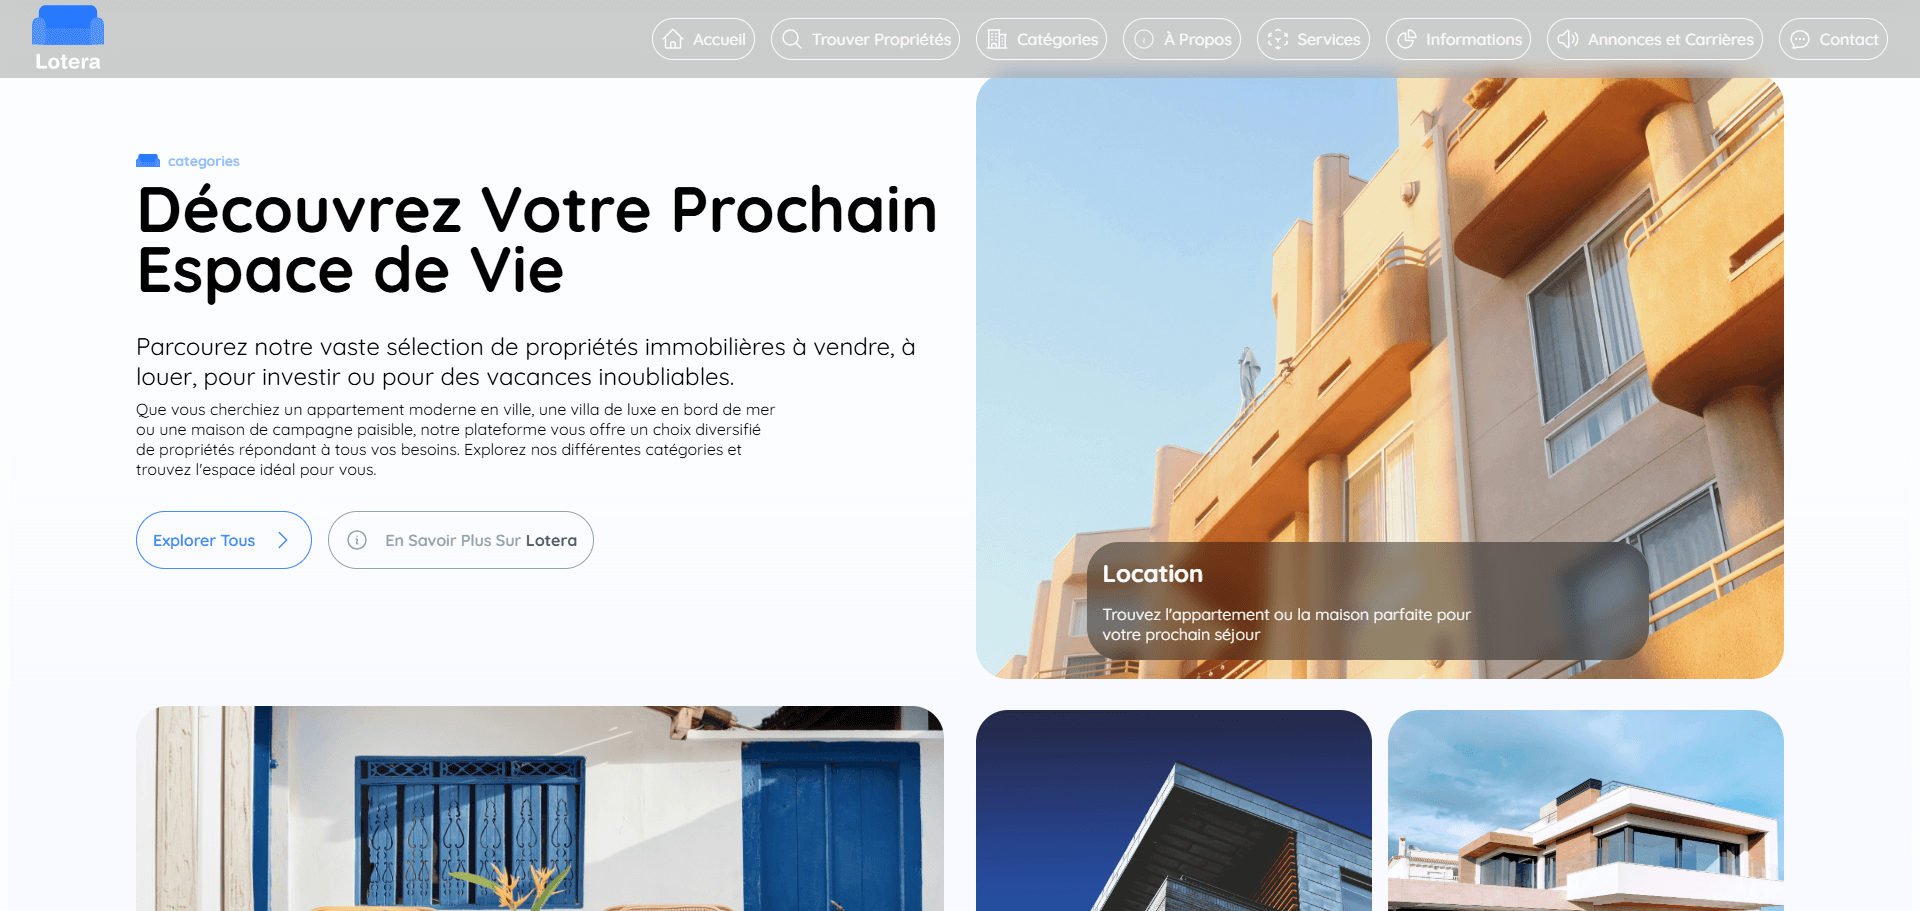 Lotera
Accueil
Trouver Propriétés
Catégories
À Propos
Services
Informations
Annonces et Carrières
Contact
categories
Découvrez Votre Prochain
Espace de Vie
Parcourez notre vaste sélection de propriétés immobilières à vendre, à
louer, pour investir ou pour des vacances inoubliables.
Que vous cherchiez un appartement moderne en ville, une villa de luxe en bord de mer
ou une maison de campagne paisible, notre plateforme vous offre un choix diversifié
de propriétés répondant à tous vos besoins. Explorez nos différentes catégories et
trouvez l'espace idéal pour vous.
Explorer Tous
En Savoir Plus Sur Lotera
Location
Trouvez l'appartement ou la maison parfaite pour
votre prochain séjour